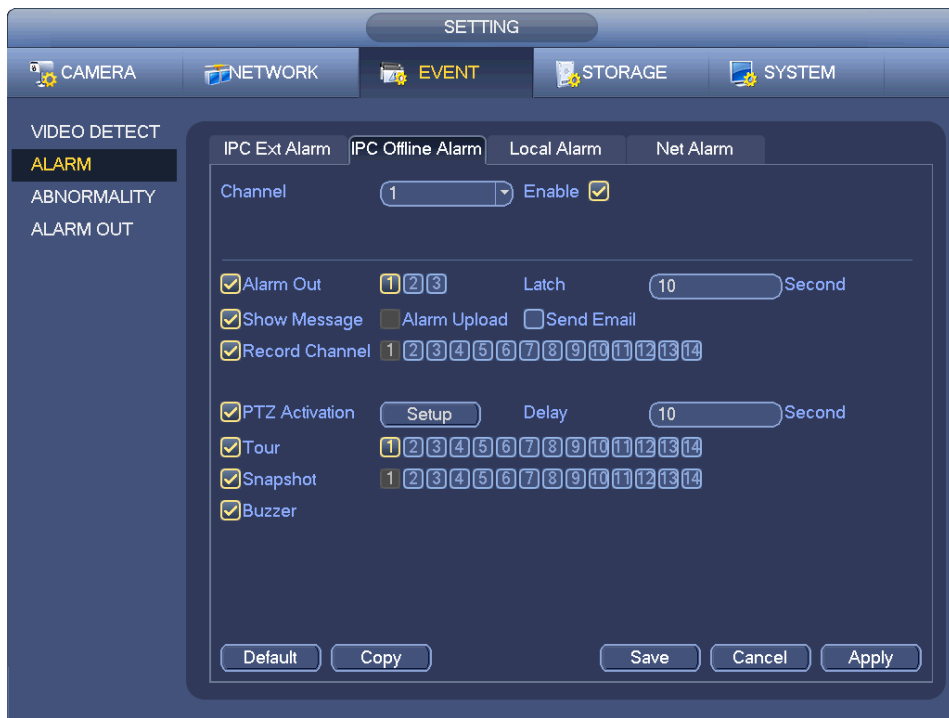 SETTING
CAMERA NETWORK EVENT STORAGE SYSTEM
VIDEO DETECT
ALARM
ABNORMALITY
ALARM OUT
IPC Ext Alarm IPC Offline Alarm Local Alarm Net Alarm
Channel 1 Enable
Alarm Out 1 2 3 Latch 10 Second
Show Message Alarm Upload Send Email
Record Channel 1 2 3 4 5 6 7 8 9 10 11 12 13 14
PTZ Activation Setup Delay 10 Second
Tour 1 2 3 4 5 6 7 8 9 10 11 12 13 14
Snapshot 1 2 3 4 5 6 7 8 9 10 11 12 13 14
Buzzer
Default Copy Save Cancel Apply